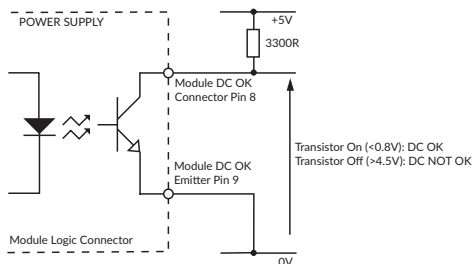 POWER SUPPLY
+5V
3300R
Module DC OK
Connector Pin 8
Transistor On (<0.8V): DC OK
Transistor Off (>4.5V): DC NOT OK
Module DC OK
Emitter Pin 9
Module Logic Connector
0V